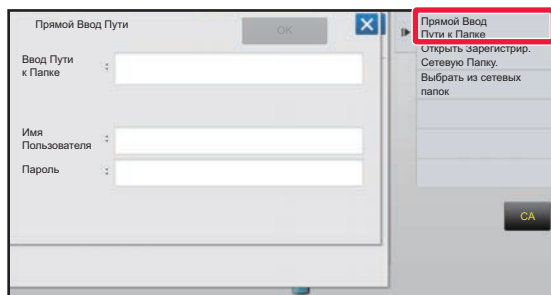 Прямой Ввод Пути
OK
Ввод Пути
к Папке :
Имя
Пользователя :
Пароль :
Прямой Ввод
Пути к Папке
Открыть Зарегистрир.
Сетевую Папку.
Выбрать из сетевых
папок
CA